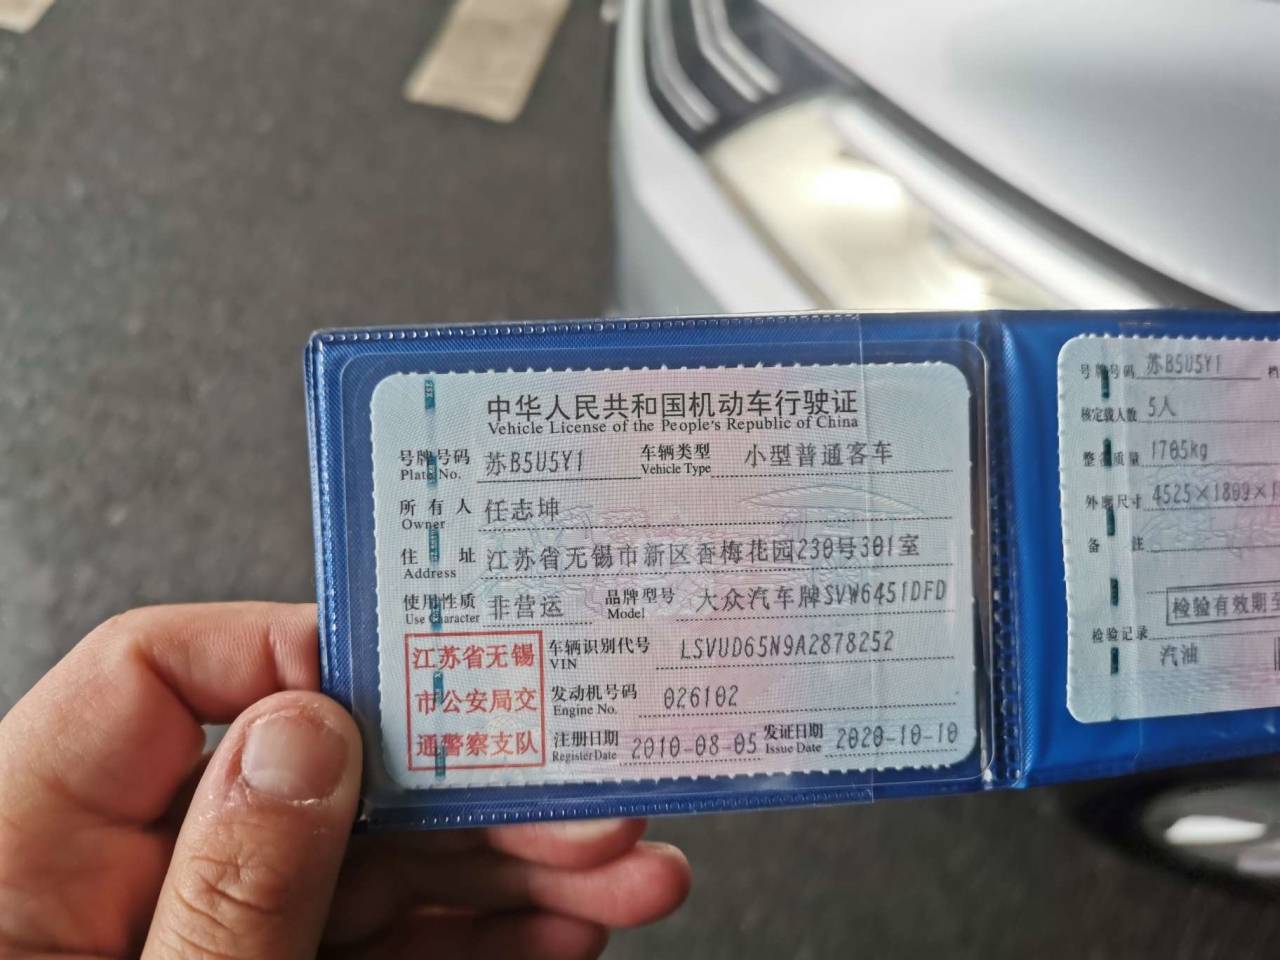 中华人民共和国机动车行驶证
Vehicle License of the People's Republic of China
号牌号码 苏B5U5Y1 车辆类型 小型普通客车
Plate No. Vehicle Type
所有人 任志坤
Owner
住址 江苏省无锡市新区香梅花园230号301室
Address
使用性质 非营运 品牌型号 大众汽车牌SVW6451DFD
Use Character Model
江苏省无锡
市公安局交
通警察支队
车辆识别代号 LSVUD65N9A2878252
VIN
发动机号码 026102
Engine No.
注册日期 2010-08-05 发证日期 2020-10-10
Register Date Issue Date
号牌号码 苏B5U5Y1 档
核定载人数 5人
整备质量 1705kg
外廓尺寸 4525×1809×1
备注
检验有效期至
检验记录
汽油